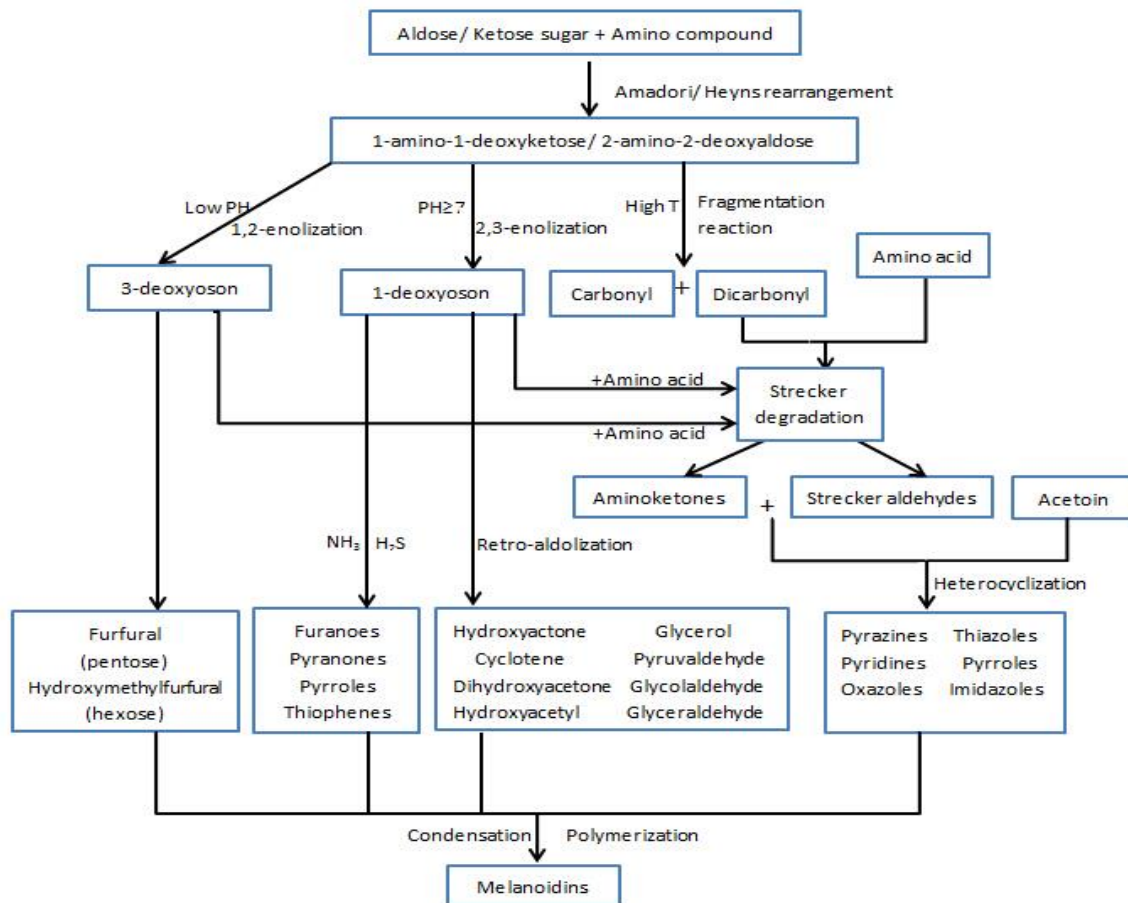 Aldose/ Ketose sugar + Amino compound
Amadori/ Heyns rearrangement
1-amino-1-deoxyketose/ 2-amino-2-deoxyaldose
Low PH
1,2-enolization
PH≥7
2,3-enolization
High T
Fragmentation
reaction
Amino acid
3-deoxyoson
1-deoxyoson
Carbonyl
+
Dicarbonyl
+Amino acid
+Amino acid
Strecker
degradation
Aminoketones
+
Strecker aldehydes
Acetoin
NH₃
H₂S
Retro-aldolization
Heterocyclization
Furfural
(pentose)
Hydroxymethylfurfural
(hexose)
Furanoes
Pyranones
Pyrroles
Thiophenes
Hydroxyactone Glycerol
Cyclotene Pyruvaldehyde
Dihydroxyacetone Glycolaldehyde
Hydroxyacetyl Glyceraldehyde
Pyrazines Thiazoles
Pyridines Pyrroles
Oxazoles Imidazoles
Condensation
Polymerization
Melanoidins